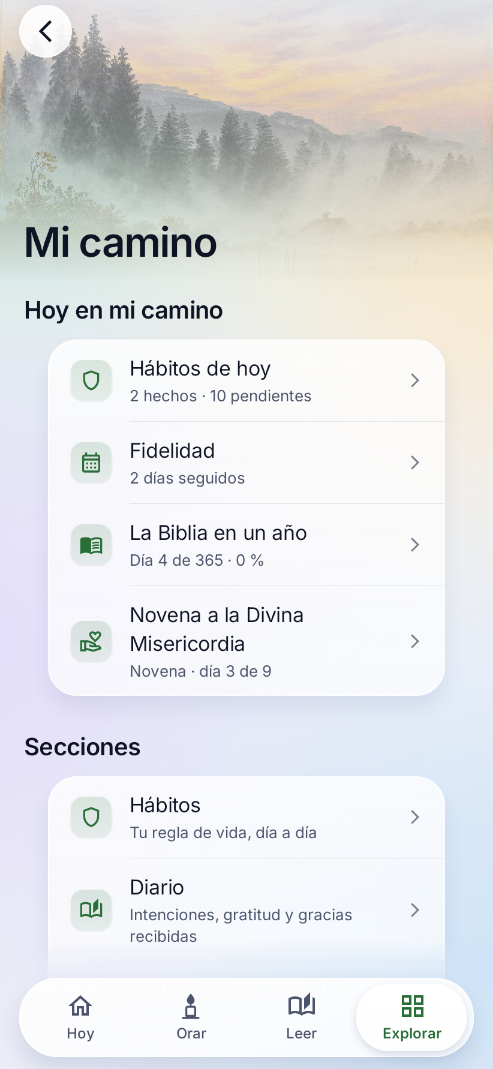 Mi camino
Hoy en mi camino
Hábitos de hoy
2 hechos · 10 pendientes
Fidelidad
2 días seguidos
La Biblia en un año
Día 4 de 365 · 0 %
Novena a la Divina
Misericordia
Novena · día 3 de 9
Secciones
Hábitos
Tu regla de vida, día a día
Diario
Intenciones, gratitud y gracias
recibidas
Hoy
Orar
Leer
Explorar